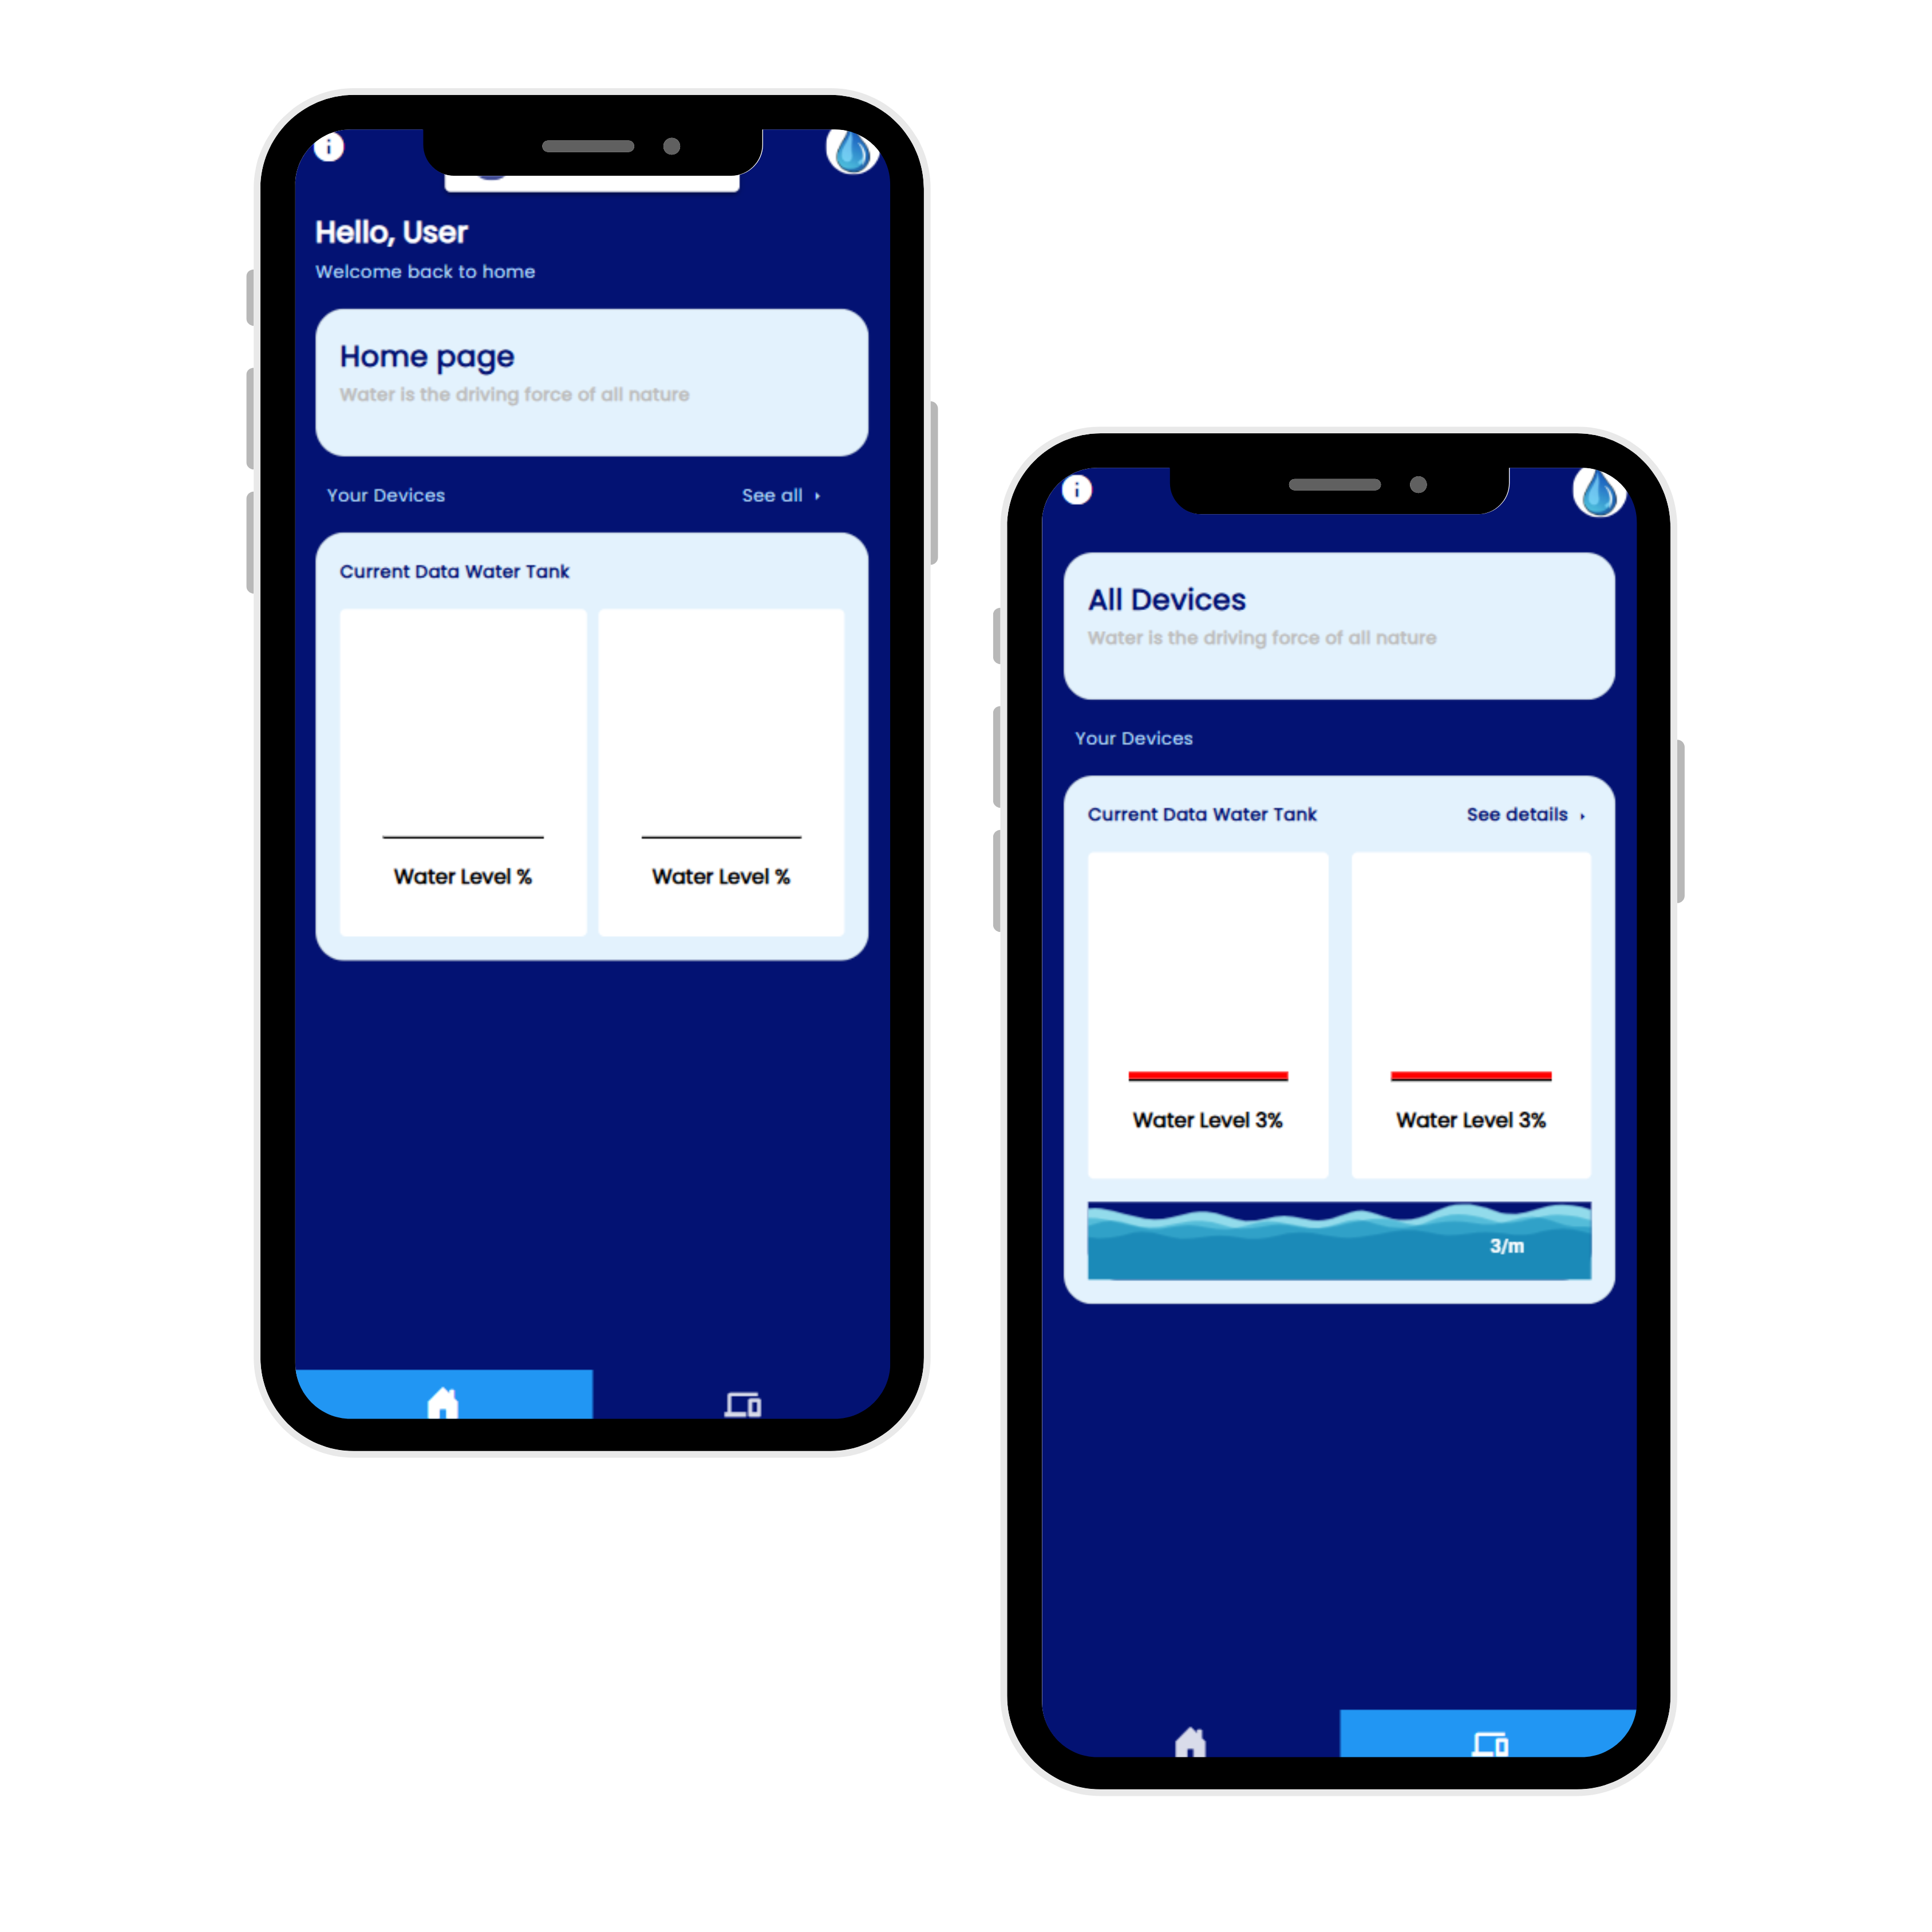 Hello, User
Welcome back to home
Home page
Water is the driving force of all nature
Your Devices
See all
Current Data Water Tank
Water Level %
Water Level %
All Devices
Water is the driving force of all nature
Your Devices
Current Data Water Tank
See details
Water Level 3%
Water Level 3%
3/m